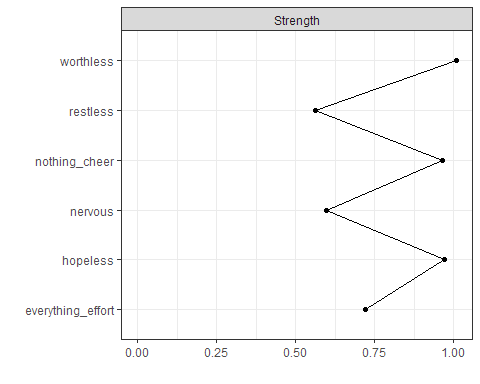 Strength
worthless
restless
nothing_cheer
nervous
hopeless
everything_effort
0.00 0.25 0.50 0.75 1.00